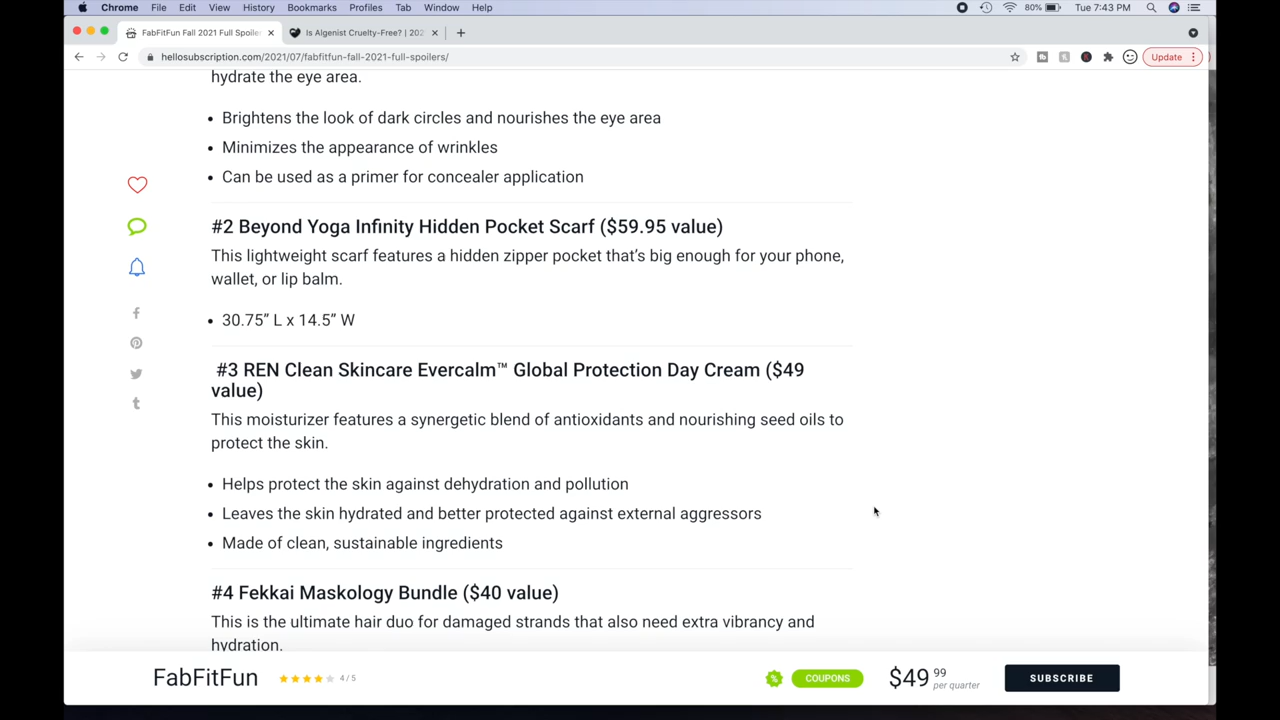 Chrome File Edit View History Bookmarks Profiles Tab Window Help 80% Tue 7:43 PM
FabFitFun Fall 2021 Full Spoile Is Algenist Cruelty-Free? | 202
hellosubscription.com/2021/07/fabfitfun-fall-2021-full-spoilers/ Update
hydrate the eye area.
• Brightens the look of dark circles and nourishes the eye area
• Minimizes the appearance of wrinkles
• Can be used as a primer for concealer application
#2 Beyond Yoga Infinity Hidden Pocket Scarf ($59.95 value)
This lightweight scarf features a hidden zipper pocket that’s big enough for your phone,
wallet, or lip balm.
• 30.75” L x 14.5” W
#3 REN Clean Skincare Evercalm™ Global Protection Day Cream ($49
value)
This moisturizer features a synergetic blend of antioxidants and nourishing seed oils to
protect the skin.
• Helps protect the skin against dehydration and pollution
• Leaves the skin hydrated and better protected against external aggressors
• Made of clean, sustainable ingredients
#4 Fekkai Maskology Bundle ($40 value)
This is the ultimate hair duo for damaged strands that also need extra vibrancy and
hydration.
FabFitFun 4 / 5 % COUPONS $49 99 per quarter SUBSCRIBE